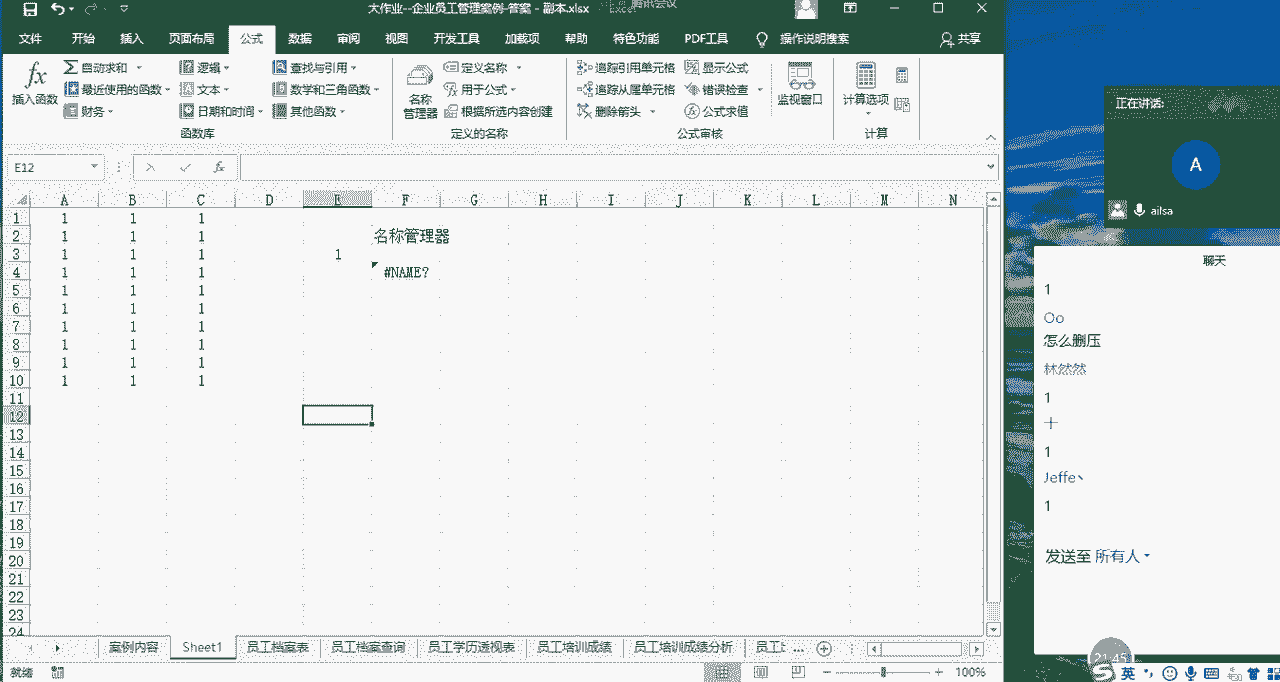 大作业--企业员工管理案例-答案 - 副本.xlsx - Excel
腾讯会议
文件 开始 插入 页面布局 公式 数据 审阅 视图 开发工具 加载项 帮助 特色功能 PDF工具 操作说明搜索 共享
fx 插入函数
自动求和
最近使用的函数
财务
逻辑
文本
日期和时间
查找与引用
数学和三角函数
其他函数
函数库
名称
管理器
定义名称
用于公式
根据所选内容创建
定义的名称
追踪引用单元格
追踪从属单元格
删除箭头
显示公式
错误检查
公式求值
公式审核
监视窗口
计算选项
计算
E12
fx
A B C D E F G H I J K L M N
1 1 1 1
2 1 1 1 名称管理器
3 1 1 1 1
4 1 1 1 #NAME?
5 1 1 1
6 1 1 1
7 1 1 1
8 1 1 1
9 1 1 1
10 1 1 1
11
12
13
14
15
16
17
18
19
20
21
22
23
24
案例内容 Sheet1 员工档案表 员工档案查询 员工学历透视表 员工培训成绩 员工培训成绩分析 员工 ...
就绪
100%
正在讲话:
A
ailsa
聊天
1
Oo
怎么删压
林然然
1
十
1
Jeffe丶
1
发送至 所有人
21:45
英